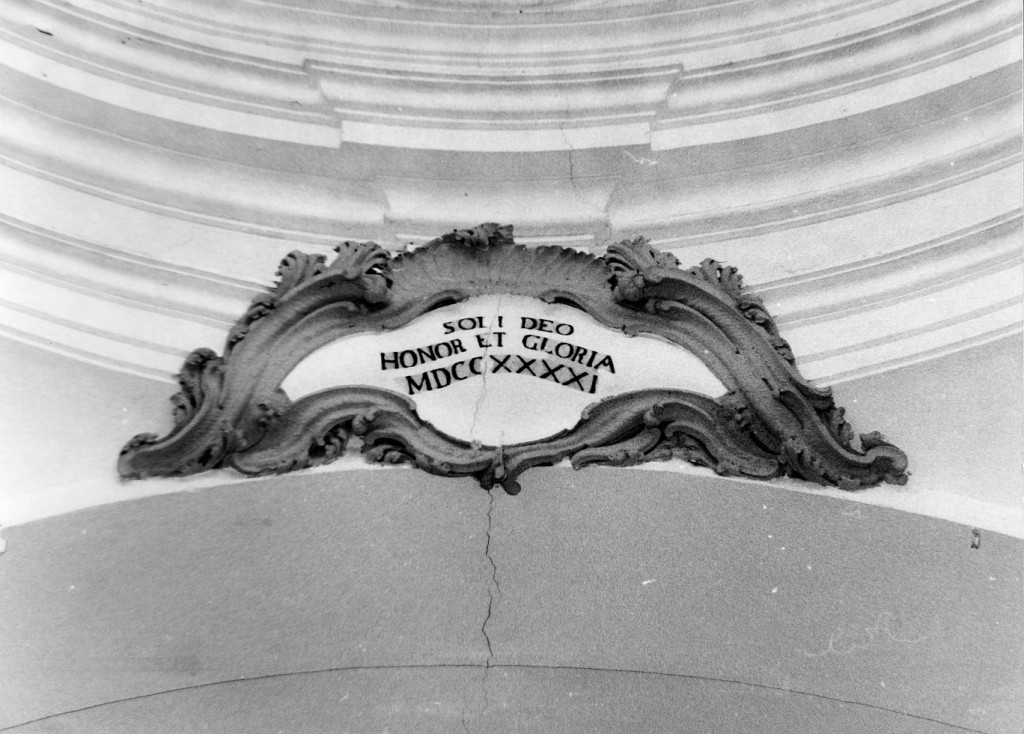 SOLI DEO
HONOR ET GLORIA
MDCCXXXXI